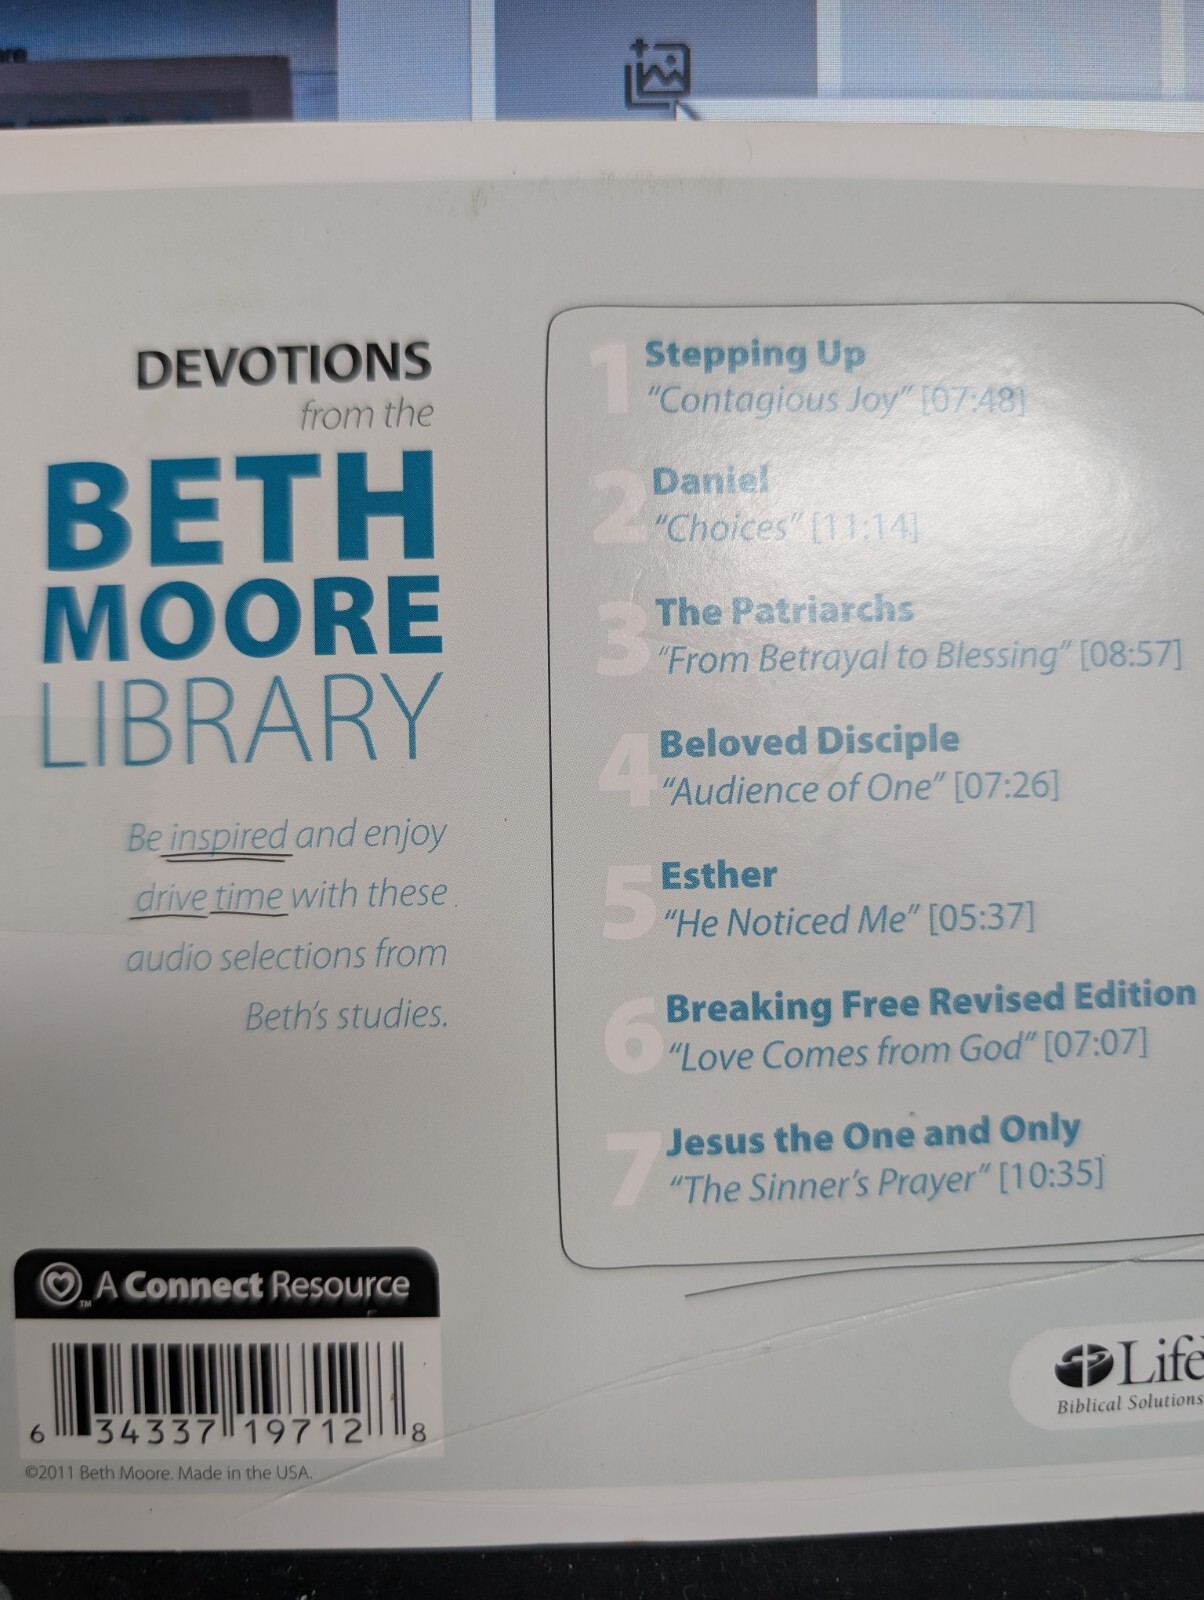 DEVOTIONS
from the
BETH
MOORE
LIBRARY
Be inspired and enjoy
drive time with these
audio selections from
Beth's studies.
1 Stepping Up
"Contagious Joy" [07:48]
2 Daniel
"Choices" [11:14]
3 The Patriarchs
"From Betrayal to Blessing" [08:57]
4 Beloved Disciple
"Audience of One" [07:26]
5 Esther
"He Noticed Me" [05:37]
6 Breaking Free Revised Edition
"Love Comes from God" [07:07]
7 Jesus the One and Only
"The Sinner's Prayer" [10:35]
TM A Connect Resource
6 34337 19712 8
©2011 Beth Moore. Made in the USA.
Life
Biblical Solutions